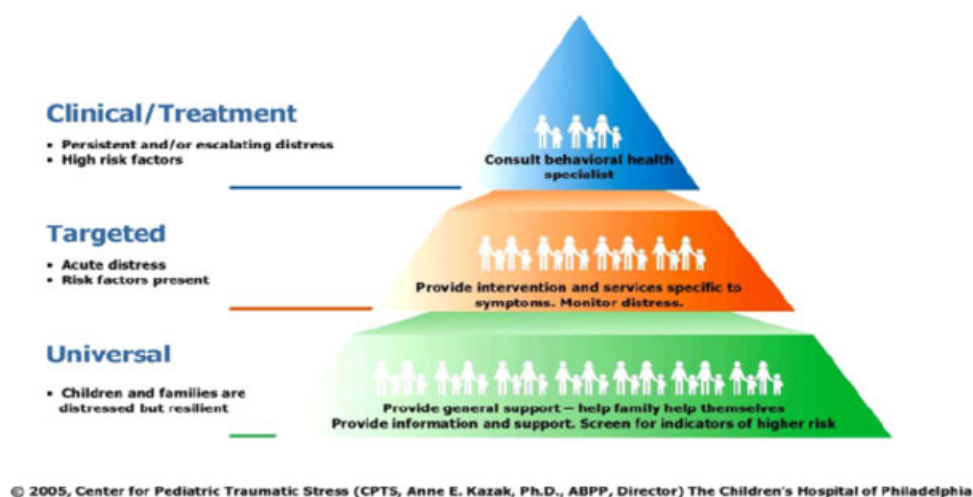 Clinical/Treatment
• Persistent and/or escalating distress
• High risk factors
Consult behavioral health
specialist
Targeted
• Acute distress
• Risk factors present
Provide intervention and services specific to
symptoms. Monitor distress.
Universal
• Children and families are
distressed but resilient
Provide general support — help family help themselves
Provide information and support. Screen for indicators of higher risk
© 2005, Center for Pediatric Traumatic Stress (CPTS, Anne E. Kazak, Ph.D., ABPP, Director) The Children's Hospital of Philadelphia